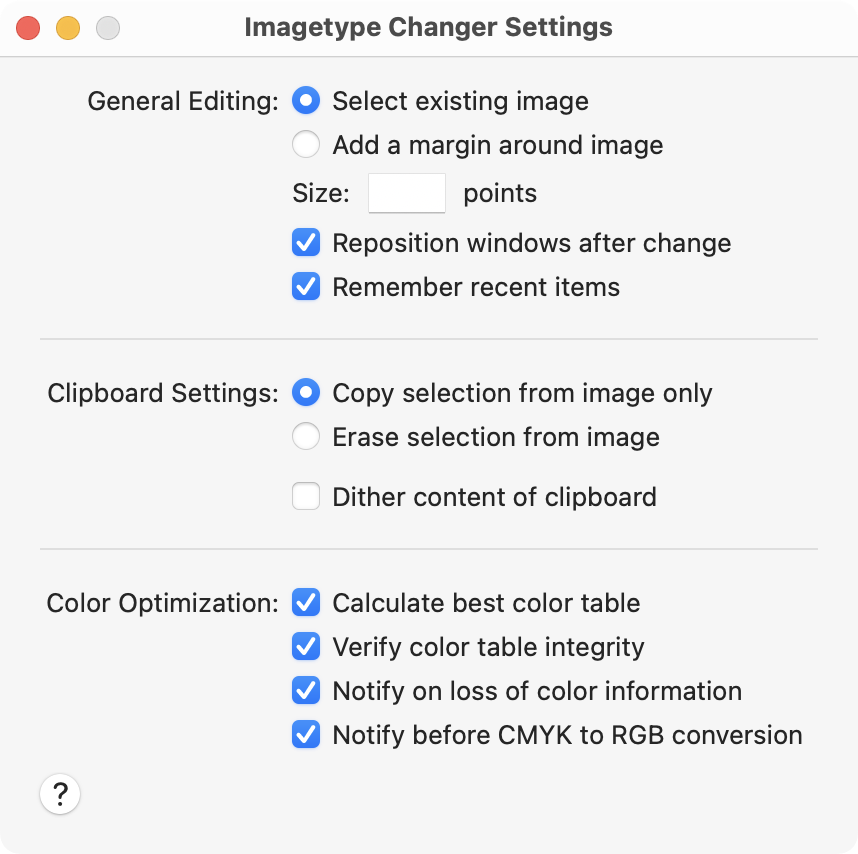 Imagetype Changer Settings
General Editing: Select existing image
Add a margin around image
Size: points
Reposition windows after change
Remember recent items
Clipboard Settings: Copy selection from image only
Erase selection from image
Dither content of clipboard
Color Optimization: Calculate best color table
Verify color table integrity
Notify on loss of color information
Notify before CMYK to RGB conversion
?